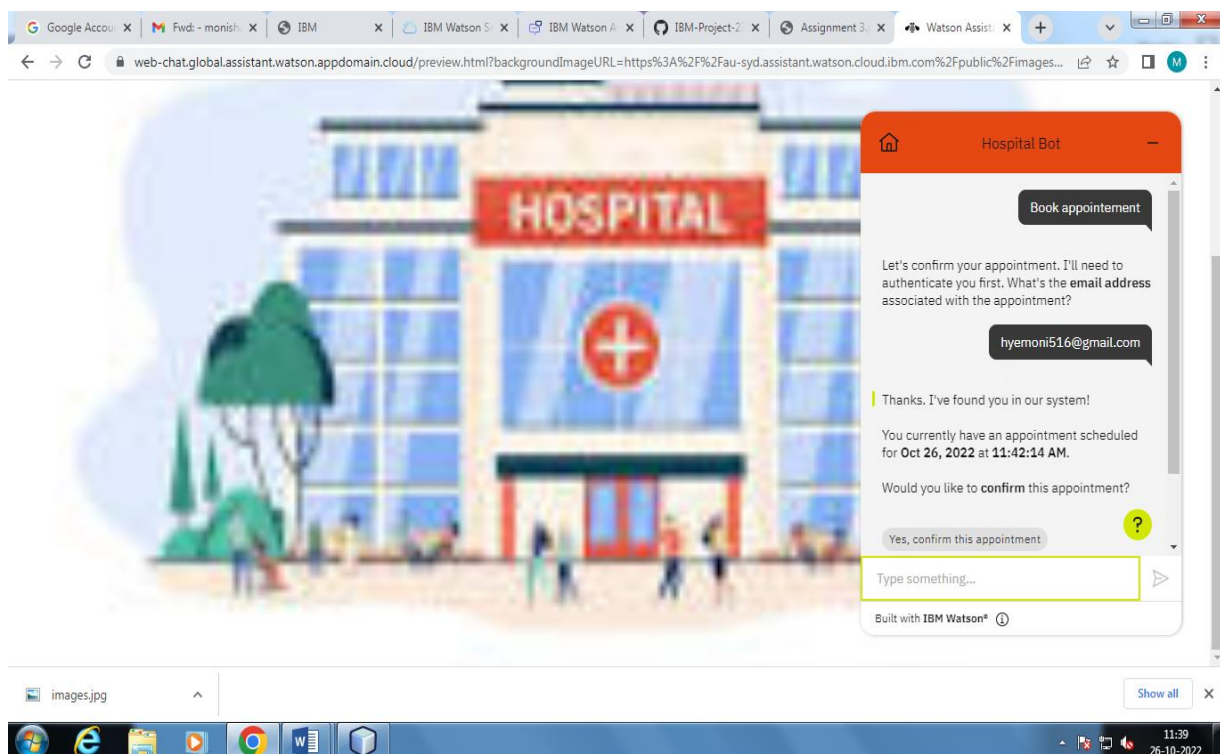 Google Accou
Fwd: - monish
IBM
IBM Watson S
IBM Watson A
IBM-Project-2
Assignment 3.
Watson Assist
web-chat.global.assistant.watson.appdomain.cloud/preview.html?backgroundImageURL=https%3A%2F%2Fau-syd.assistant.watson.cloud.ibm.com%2Fpublic%2Fimages...
M
HOSPITAL
Hospital Bot
Book appointement
Let's confirm your appointment. I'll need to
authenticate you first. What's the email address
associated with the appointment?
hyemoni516@gmail.com
Thanks. I've found you in our system!
You currently have an appointment scheduled
for Oct 26, 2022 at 11:42:14 AM.
Would you like to confirm this appointment?
?
Yes, confirm this appointment
Type something...
Built with IBM Watson®
images.jpg
Show all
11:39
26-10-2022